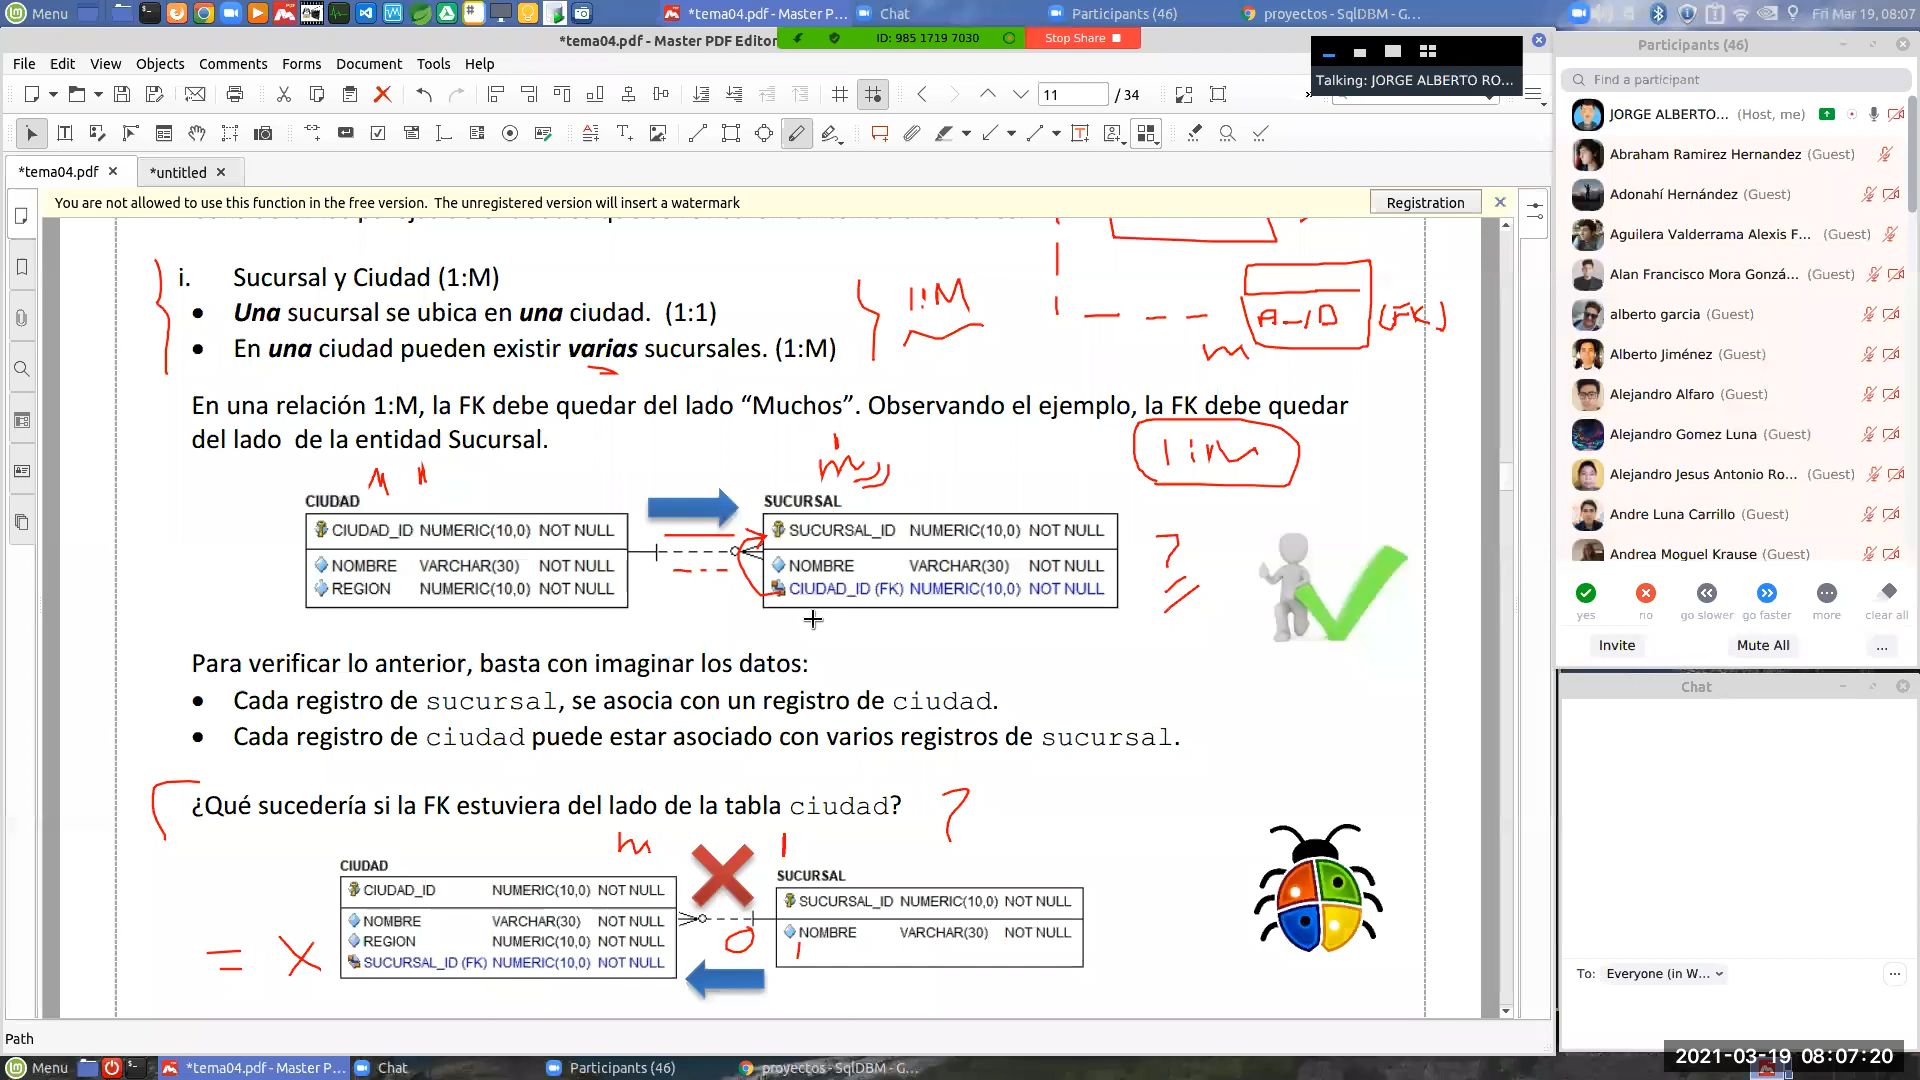 Menu
*tema04.pdf - Master P...
Chat
Participants (46)
proyectos - SqlDBM - G...
Fri Mar 19, 08:07
*tema04.pdf - Master PDF Editor
ID: 985 1719 7030
Stop Share
Talking: JORGE ALBERTO RO...
File Edit View Objects Comments Forms Document Tools Help
11 / 34
*tema04.pdf
*untitled
You are not allowed to use this function in the free version. The unregistered version will insert a watermark
Registration
i. Sucursal y Ciudad (1:M)
• Una sucursal se ubica en una ciudad. (1:1)
• En una ciudad pueden existir varias sucursales. (1:M)
1:M
A_ID (FK)
m
En una relación 1:M, la FK debe quedar del lado “Muchos”. Observando el ejemplo, la FK debe quedar
del lado de la entidad Sucursal.
1:m
m
CIUDAD
CIUDAD_ID NUMERIC(10,0) NOT NULL
NOMBRE VARCHAR(30) NOT NULL
REGION NUMERIC(10,0) NOT NULL
SUCURSAL
SUCURSAL_ID NUMERIC(10,0) NOT NULL
NOMBRE VARCHAR(30) NOT NULL
CIUDAD_ID (FK) NUMERIC(10,0) NOT NULL
?
Para verificar lo anterior, basta con imaginar los datos:
• Cada registro de sucursal, se asocia con un registro de ciudad.
• Cada registro de ciudad puede estar asociado con varios registros de sucursal.
¿Qué sucedería si la FK estuviera del lado de la tabla ciudad?
?
m
1
CIUDAD
CIUDAD_ID NUMERIC(10,0) NOT NULL
NOMBRE VARCHAR(30) NOT NULL
REGION NUMERIC(10,0) NOT NULL
SUCURSAL_ID (FK) NUMERIC(10,0) NOT NULL
SUCURSAL
SUCURSAL_ID NUMERIC(10,0) NOT NULL
NOMBRE VARCHAR(30) NOT NULL
= X
0
1
Path
Participants (46)
Find a participant
JORGE ALBERTO... (Host, me)
Abraham Ramirez Hernandez (Guest)
Adonahí Hernández (Guest)
Aguilera Valderrama Alexis F... (Guest)
Alan Francisco Mora Gonzá... (Guest)
alberto garcia (Guest)
Alberto Jiménez (Guest)
Alejandro Alfaro (Guest)
Alejandro Gomez Luna (Guest)
Alejandro Jesus Antonio Ro... (Guest)
Andre Luna Carrillo (Guest)
Andrea Moguel Krause (Guest)
yes no go slower go faster more clear all
Invite Mute All ...
Chat
To: Everyone (in W...
Menu
*tema04.pdf - Master P...
Chat
Participants (46)
proyectos - SqlDBM - G...
2021-03-19 08:07:20